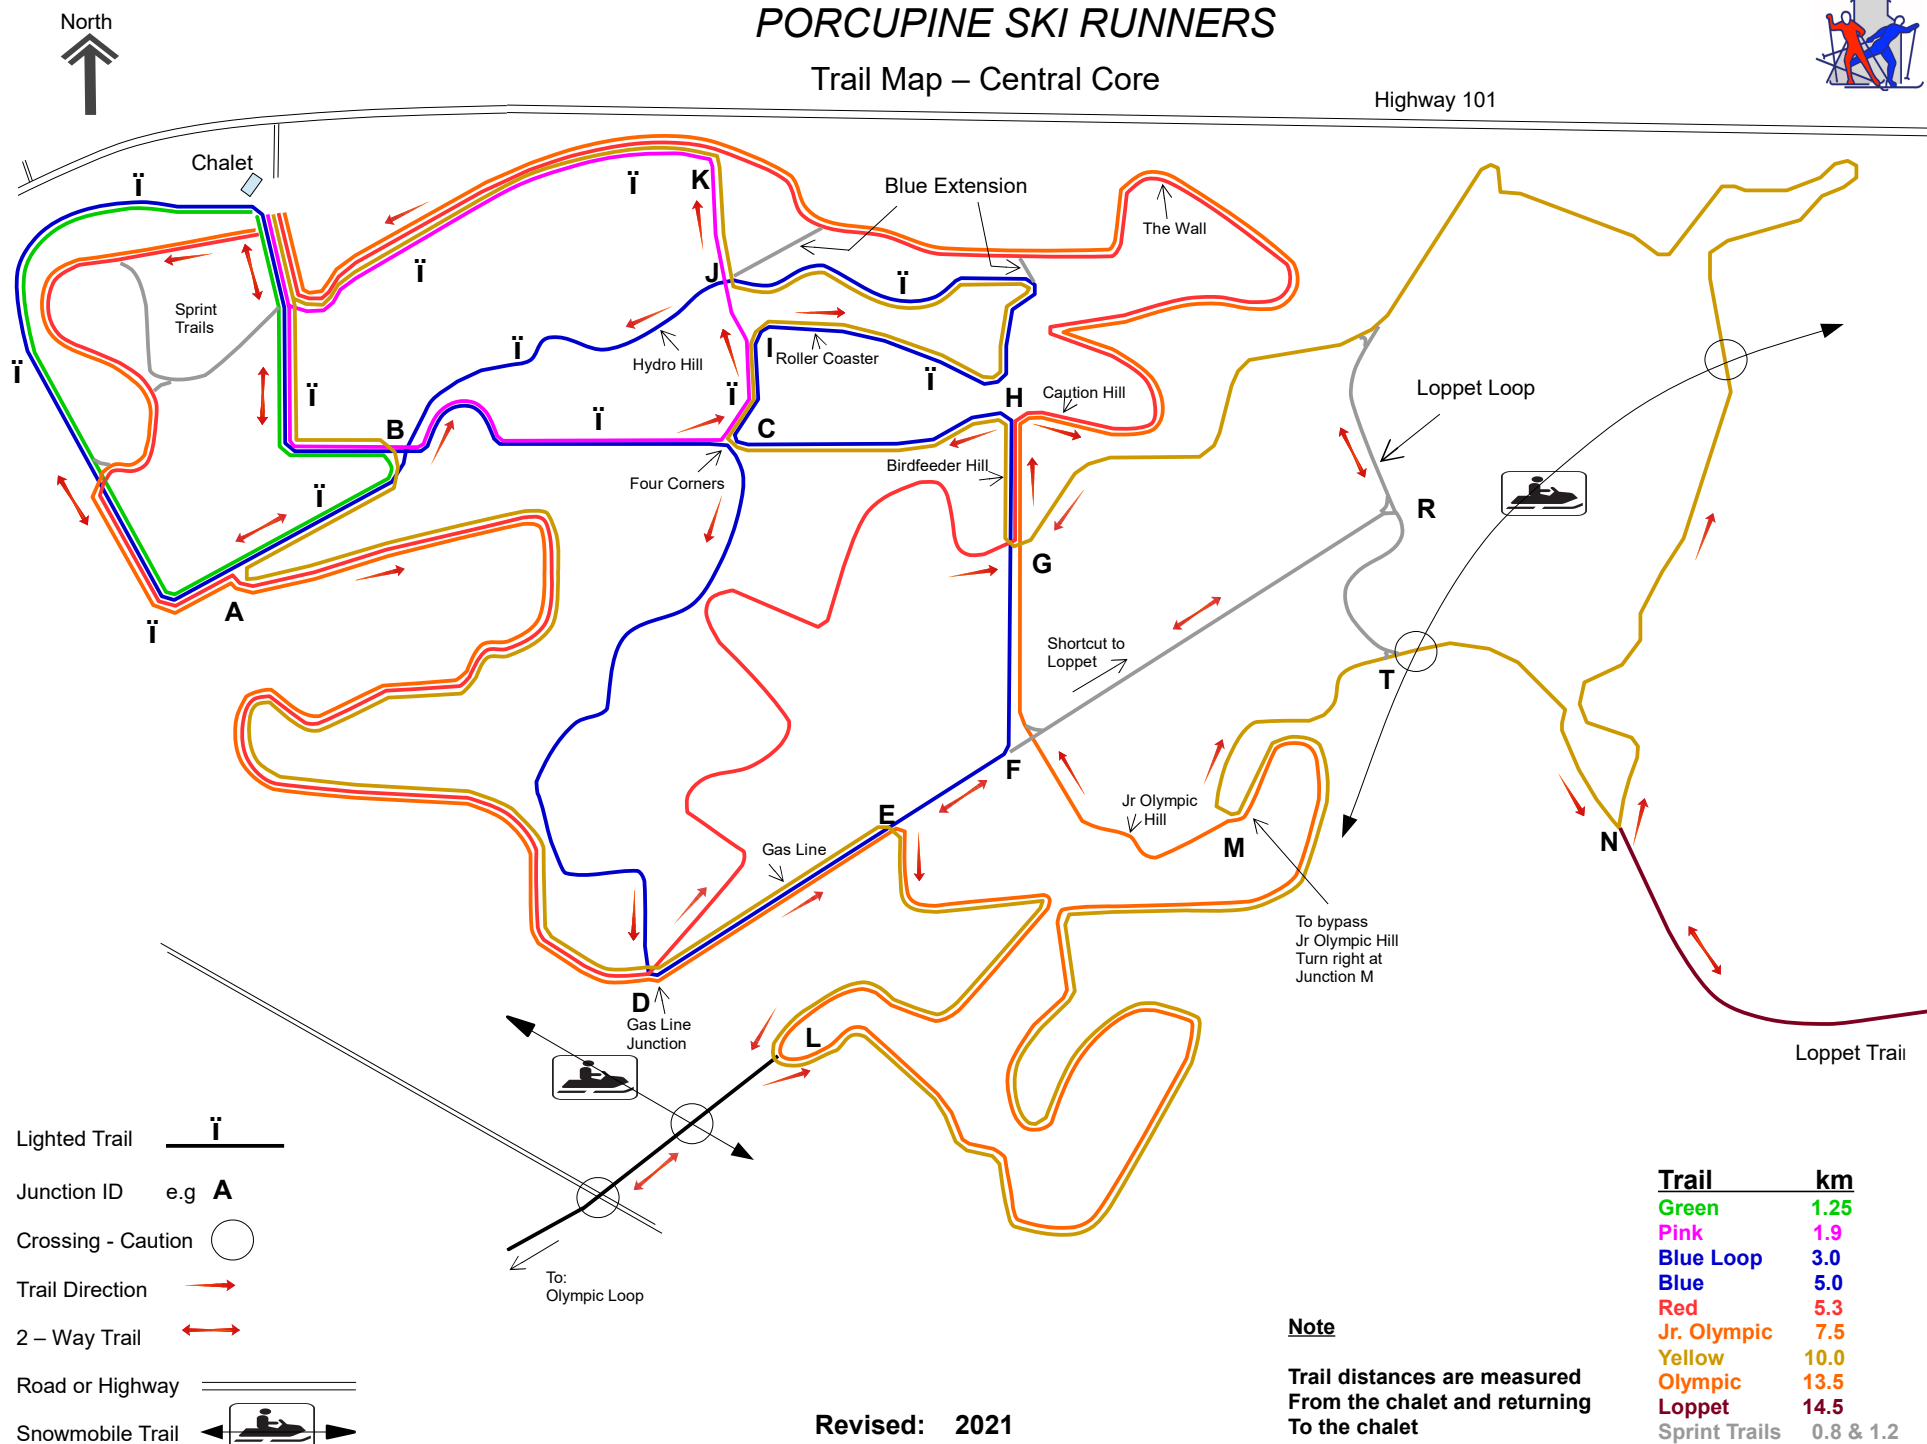 North
PORCUPINE SKI RUNNERS
Trail Map – Central Core
Highway 101
Chalet
ï
K
ï
Blue Extension
The Wall
ï
J
ï
Sprint
Trails
Hydro Hill
I
Roller Coaster
ï
ï
ï
ï
ï
ï
H
Caution Hill
Loppet Loop
B
ï
C
Four Corners
Birdfeeder Hill
ï
R
G
A
ï
Shortcut to
Loppet
T
F
E
Jr Olympic
Hill
M
N
Gas Line
To bypass
Jr Olympic Hill
Turn right at
Junction M
D
Gas Line
Junction
L
Loppet Trail
Lighted Trail
ï
Junction ID e.g A
Crossing - Caution
Trail Direction
2 – Way Trail
Road or Highway
Snowmobile Trail
To:
Olympic Loop
Revised: 2021
Note
Trail distances are measured
From the chalet and returning
To the chalet
Trail km
Green 1.25
Pink 1.9
Blue Loop 3.0
Blue 5.0
Red 5.3
Jr. Olympic 7.5
Yellow 10.0
Olympic 13.5
Loppet 14.5
Sprint Trails 0.8 & 1.2